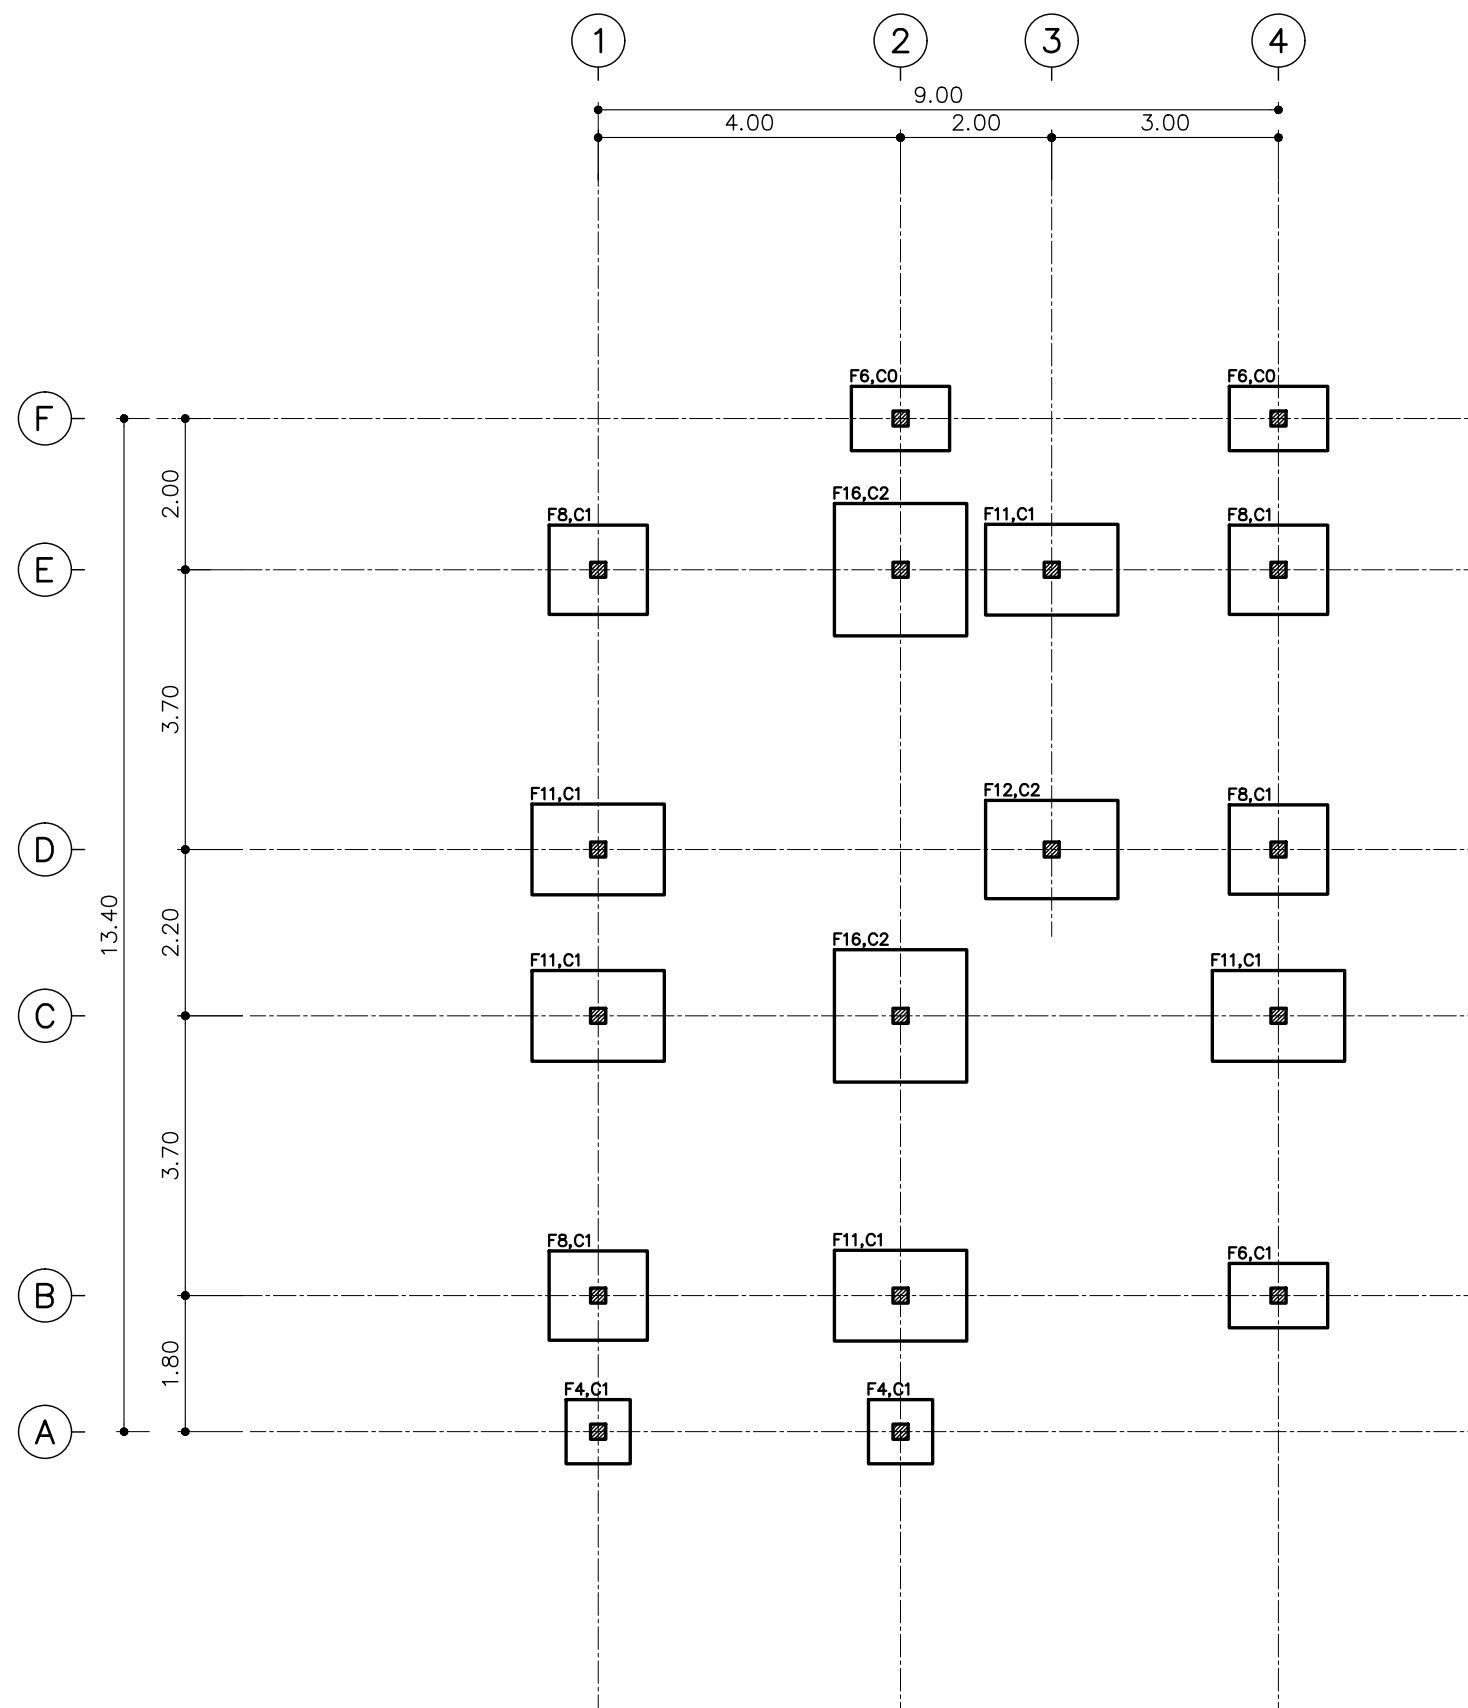 1 2 3 4
9.00
4.00 2.00 3.00
F6,C0 F6,C0
F
2.00
F16,C2
F8,C1 F11,C1 F8,C1
E
3.70
F11,C1 F12,C2 F8,C1
D
13.40
2.20
F16,C2
F11,C1 F11,C1
C
3.70
F8,C1 F11,C1 F6,C1
B
1.80
F4,C1 F4,C1
A